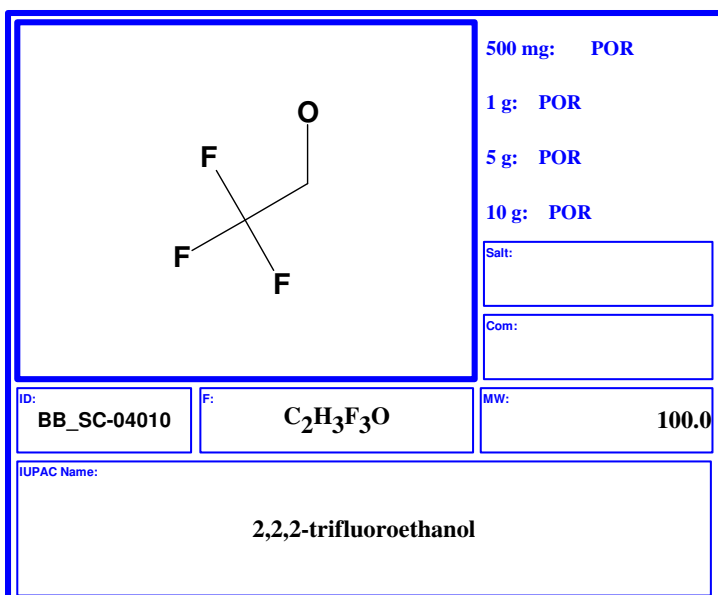 O
F
F
F
500 mg: POR
1 g: POR
5 g: POR
10 g: POR
Salt:
Com:
ID:
BB_SC-04010
F:
C2H3F3O
MW:
100.0
IUPAC Name:
2,2,2-trifluoroethanol